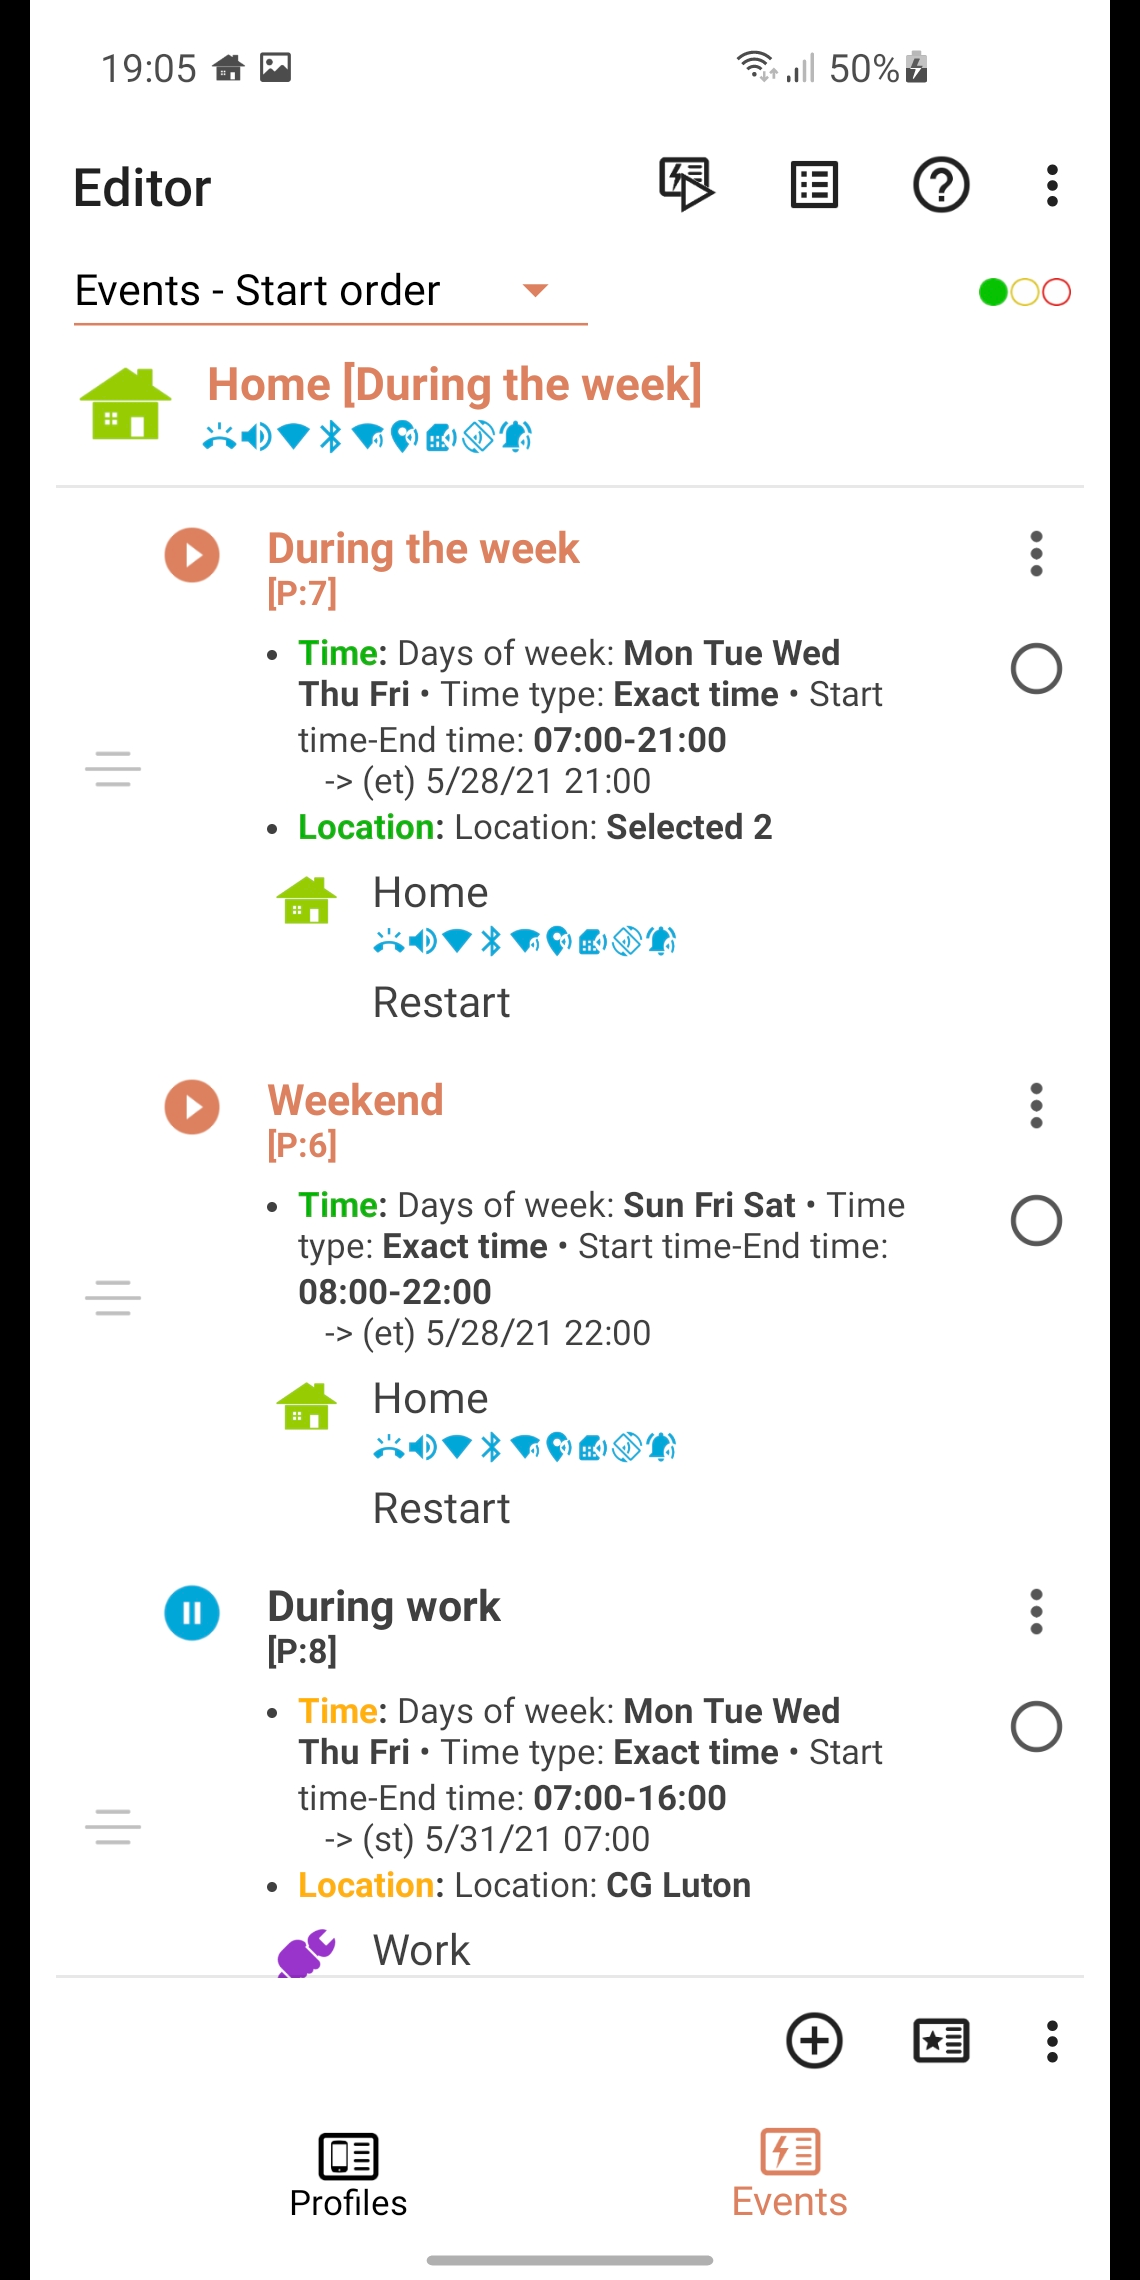 19:05
50%
Editor
Events - Start order
Home [During the week]
During the week
[P:7]
• Time: Days of week: Mon Tue Wed
Thu Fri • Time type: Exact time • Start
time-End time: 07:00-21:00
-> (et) 5/28/21 21:00
• Location: Location: Selected 2
Home
Restart
Weekend
[P:6]
• Time: Days of week: Sun Fri Sat • Time
type: Exact time • Start time-End time:
08:00-22:00
-> (et) 5/28/21 22:00
Home
Restart
During work
[P:8]
• Time: Days of week: Mon Tue Wed
Thu Fri • Time type: Exact time • Start
time-End time: 07:00-16:00
-> (st) 5/31/21 07:00
• Location: Location: CG Luton
Work
Profiles
Events